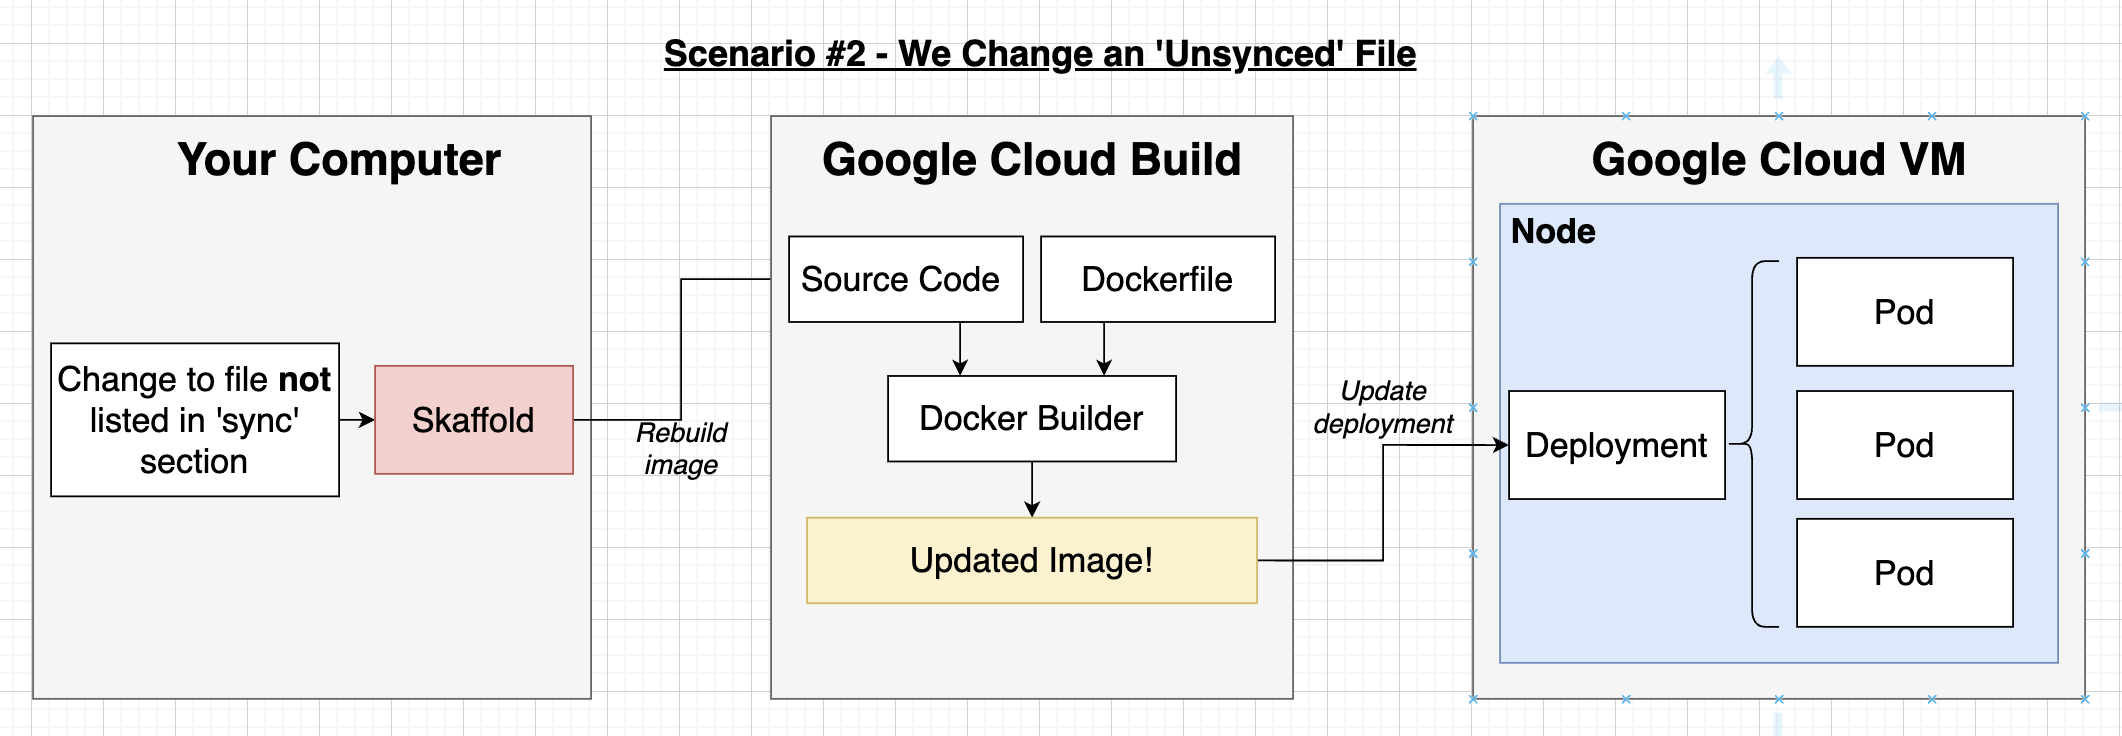 Scenario #2 - We Change an 'Unsynced' File
Your Computer
Change to file not
listed in 'sync'
section
Skaffold
Rebuild
image
Google Cloud Build
Source Code
Dockerfile
Docker Builder
Updated Image!
Update
deployment
Google Cloud VM
Node
Deployment
Pod
Pod
Pod